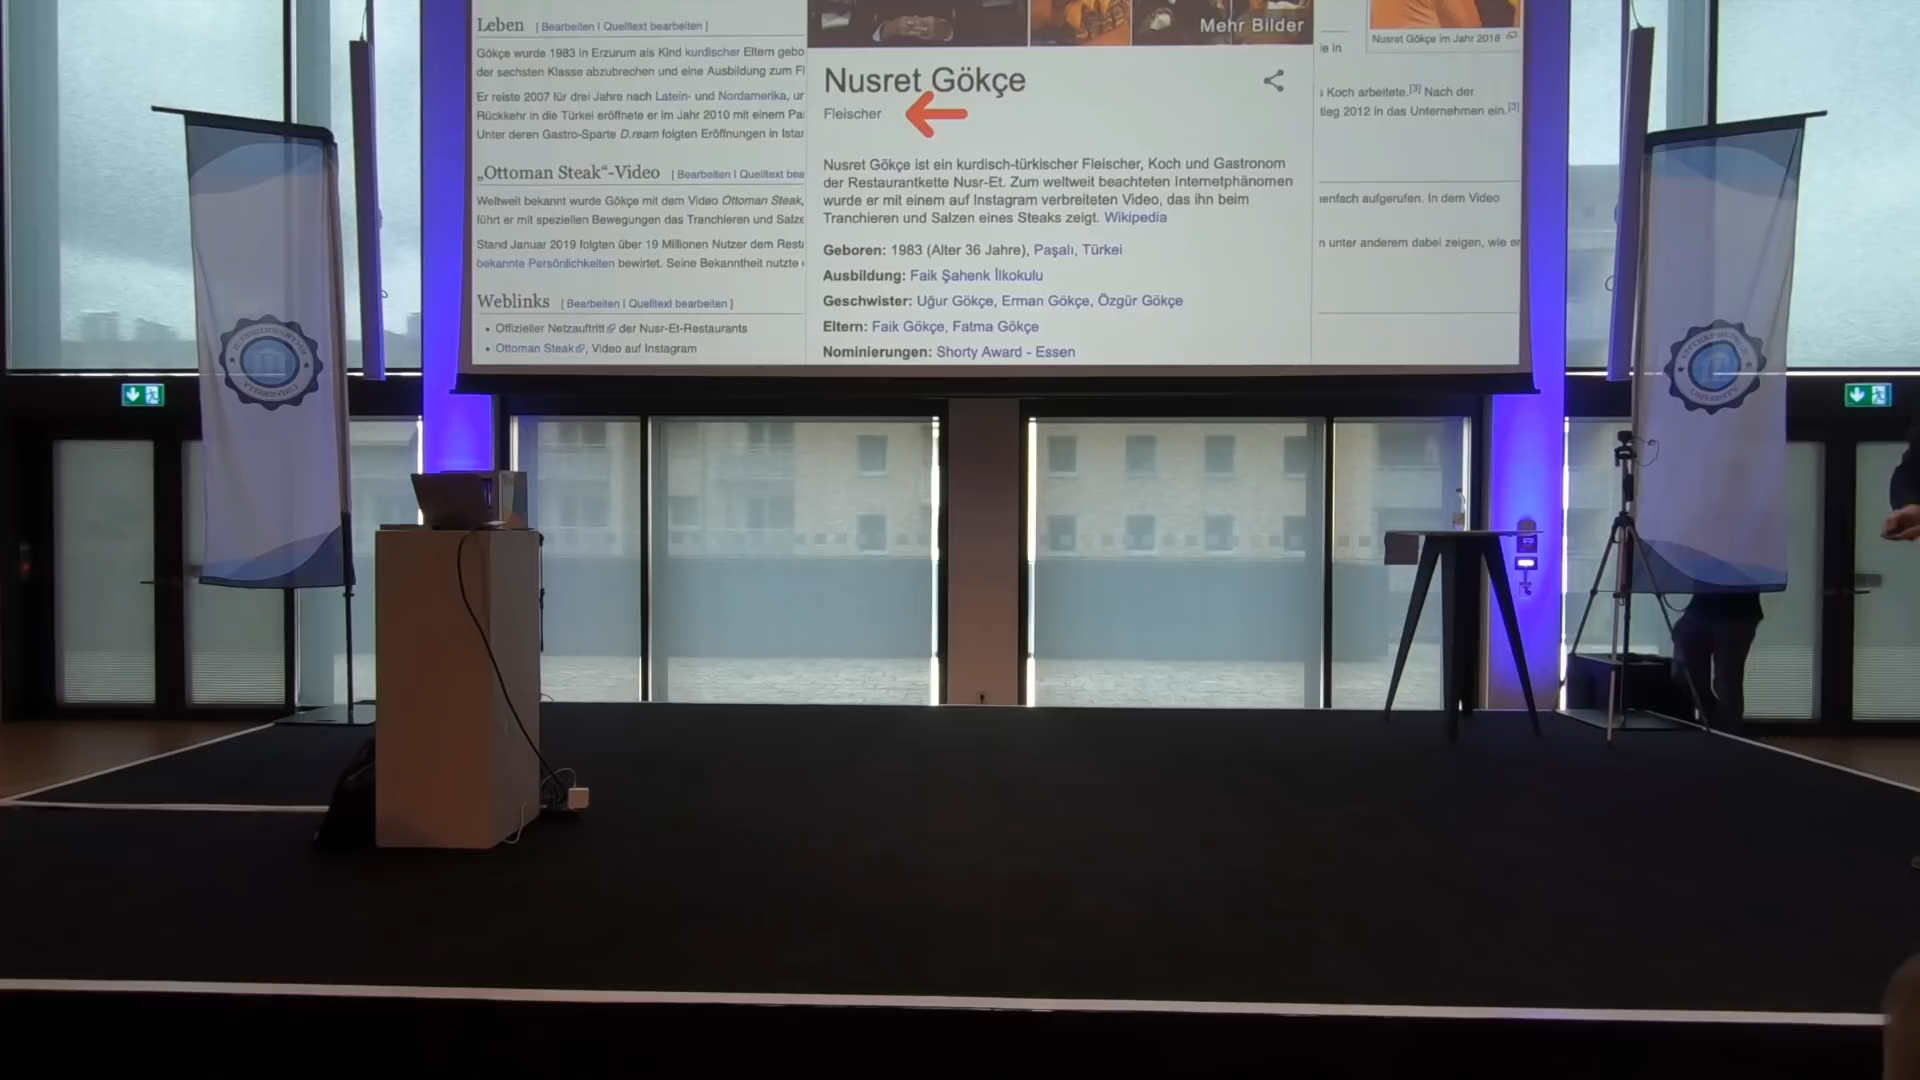 Leben [ Bearbeiten | Quelltext bearbeiten ]
Gökçe wurde 1983 in Erzurum als Kind kurdischer Eltern gebo
der sechsten Klasse abzubrechen und eine Ausbildung zum Fl
Er reiste 2007 für drei Jahre nach Latein- und Nordamerika, ur
Rückkehr in die Türkei eröffnete er im Jahr 2010 mit einem Pa
Unter deren Gastro-Sparte D.ream folgten Eröffnungen in Istar
„Ottoman Steak“-Video [ Bearbeiten | Quelltext bea
Weltweit bekannt wurde Gökçe mit dem Video Ottoman Steak,
führt er mit speziellen Bewegungen das Tranchieren und Salze
Stand Januar 2019 folgten über 19 Millionen Nutzer dem Rest
bekannte Persönlichkeiten bewirtet. Seine Bekanntheit nutzte
Weblinks [ Bearbeiten | Quelltext bearbeiten ]
• Offizieller Netzauftritt der Nusr-Et-Restaurants
• Ottoman Steak, Video auf Instagram
Mehr Bilder
Nusret Gökçe
Fleischer
Nusret Gökçe ist ein kurdisch-türkischer Fleischer, Koch und Gastronom
der Restaurantkette Nusr-Et. Zum weltweit beachteten Internetphänomen
wurde er mit einem auf Instagram verbreiteten Video, das ihn beim
Tranchieren und Salzen eines Steaks zeigt. Wikipedia
Geboren: 1983 (Alter 36 Jahre), Paşalı, Türkei
Ausbildung: Faik Şahenk İlkokulu
Geschwister: Uğur Gökçe, Erman Gökçe, Özgür Gökçe
Eltern: Faik Gökçe, Fatma Gökçe
Nominierungen: Shorty Award - Essen
Nusret Gökçe im Jahr 2018
le in
Koch arbeitete.[3] Nach der
tieg 2012 in das Unternehmen ein.[3]
nenfach aufgerufen. In dem Video
n unter anderem dabei zeigen, wie er